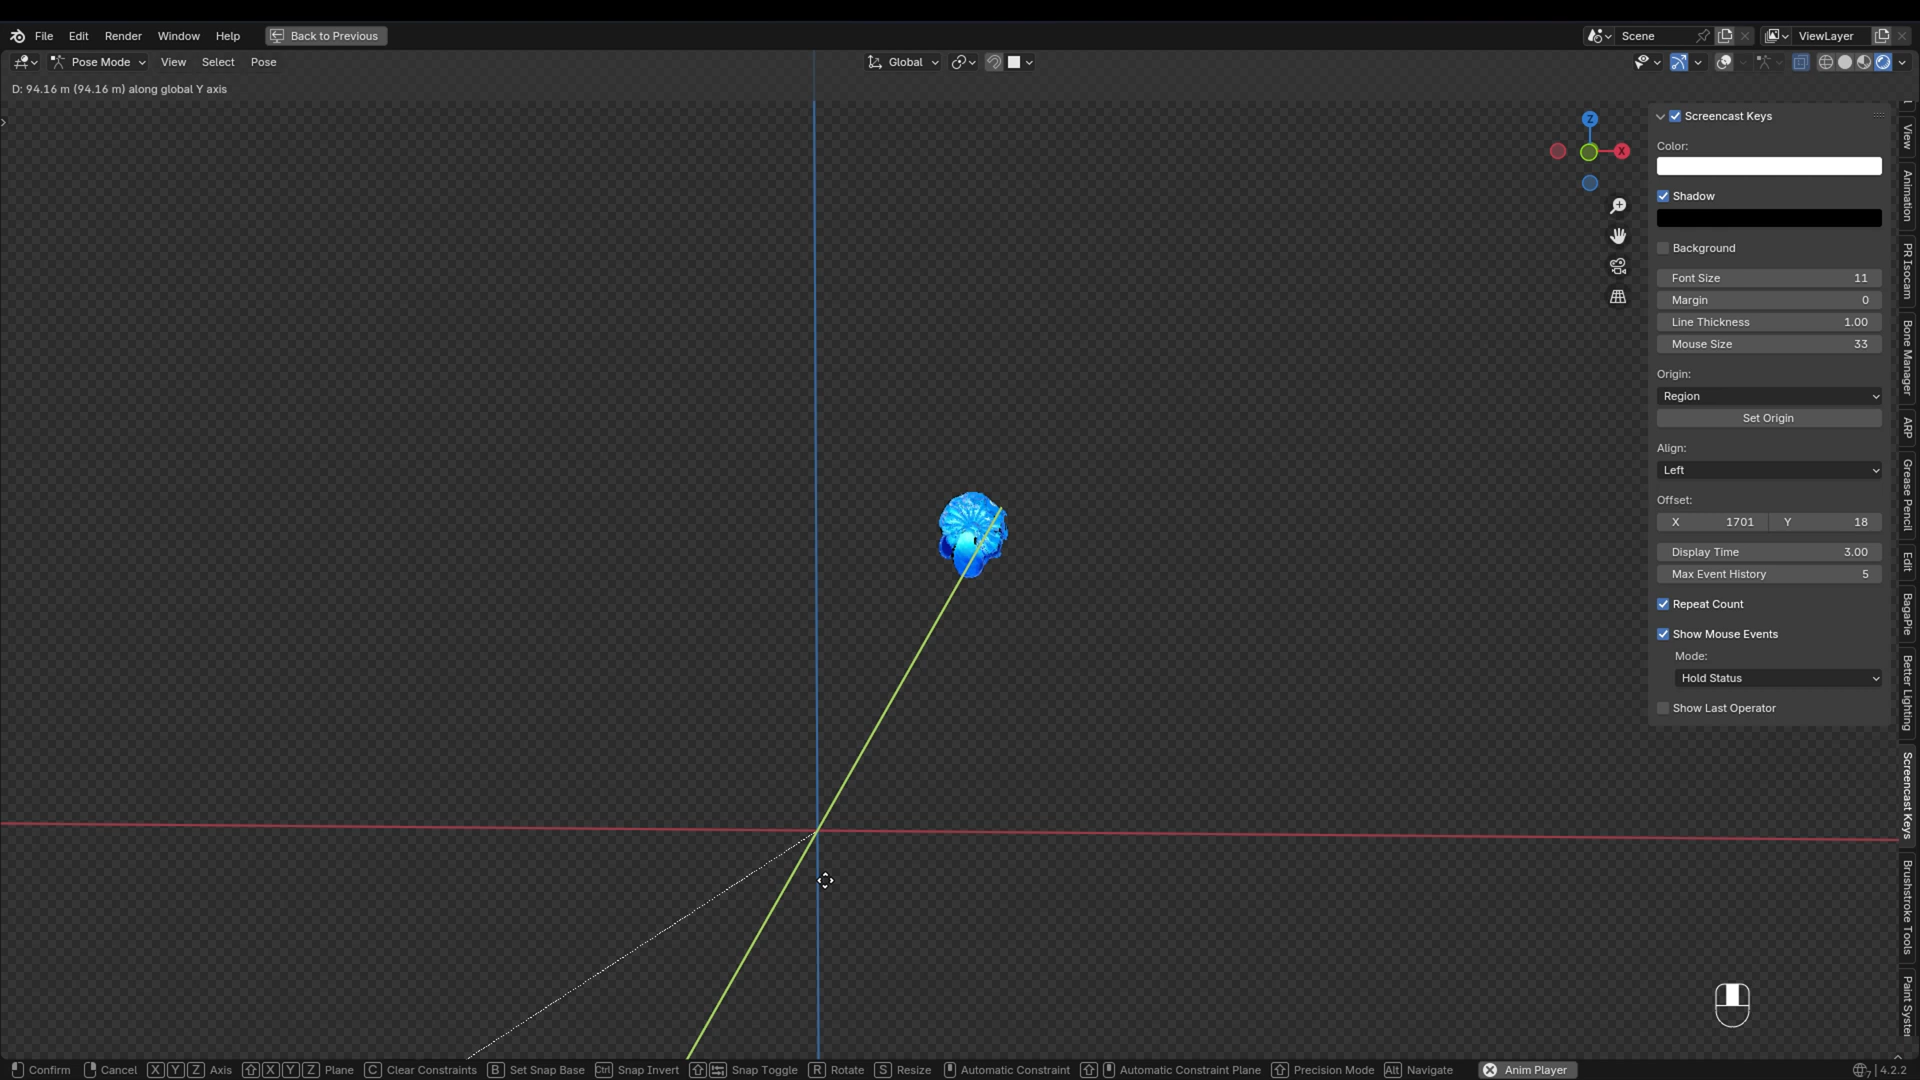 File Edit Render Window Help Back to Previous Scene ViewLayer
Pose Mode View Select Pose Global
D: 94.16 m (94.16 m) along global Y axis
Z
X
Screencast Keys
Color:
Shadow
Background
Font Size 11
Margin 0
Line Thickness 1.00
Mouse Size 33
Origin:
Region
Set Origin
Align:
Left
Offset:
X 1701 Y 18
Display Time 3.00
Max Event History 5
Repeat Count
Show Mouse Events
Mode:
Hold Status
Show Last Operator
View
Animation
PR Isocam
Bone Manager
ARP
Grease Pencil
Edit
BagaPie
Better Lighting
Screencast Keys
Brushstroke Tools
Paint Syste
Confirm Cancel X Y Z Axis X Y Z Plane C Clear Constraints B Set Snap Base Ctrl Snap Invert Snap Toggle R Rotate S Resize Automatic Constraint Automatic Constraint Plane Precision Mode Alt Navigate Anim Player 4.2.2